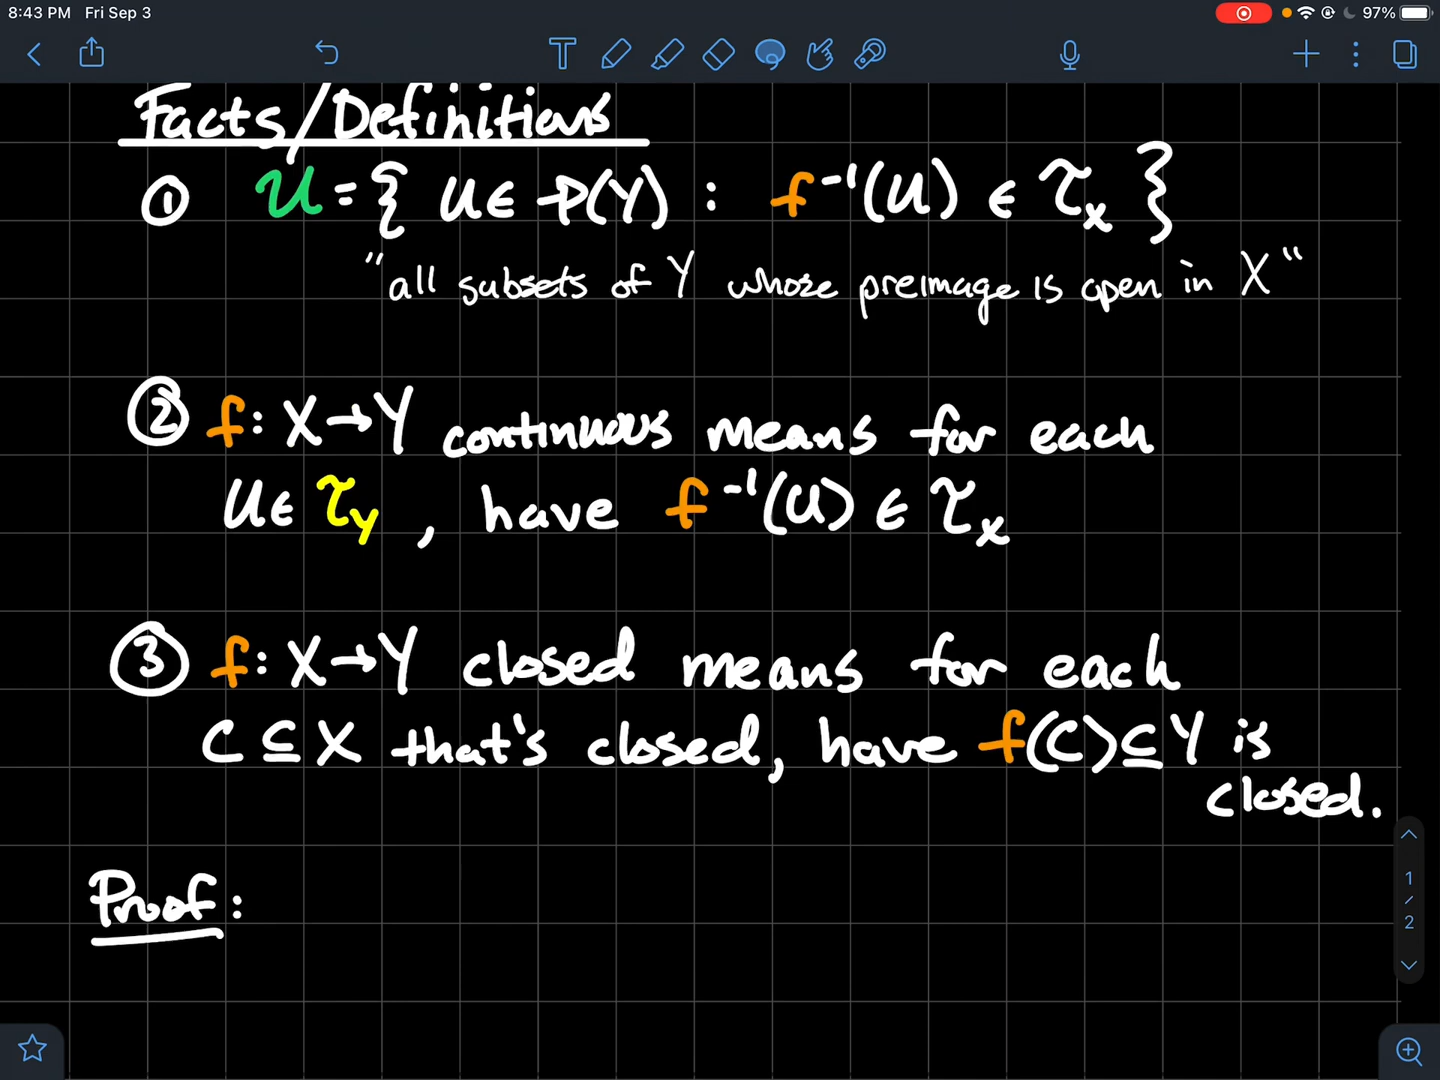 8:43 PM Fri Sep 3
97%
Facts/Definitions
① 𝒰 = { U ∈ P(Y) : f⁻¹(U) ∈ τₓ }
"all subsets of Y whose preimage is open in X"
② f: X→Y continuous means for each
U ∈ τ_Y , have f⁻¹(U) ∈ τₓ
③ f: X→Y closed means for each
C ⊆ X that's closed, have f(C) ⊆ Y is
closed.
Proof:
1
/
2